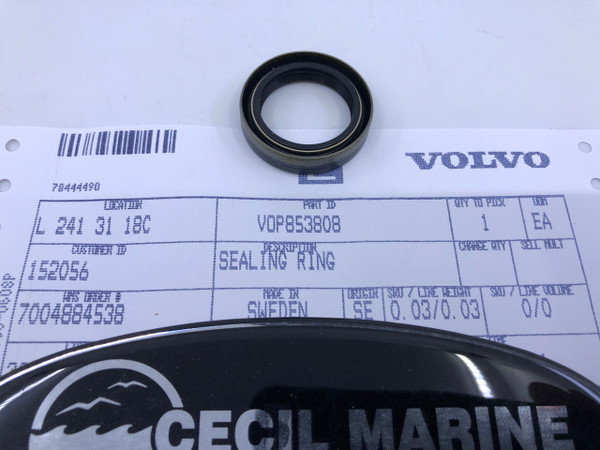 VOLVO
78444490
LOCATION PART ID QTY TO PICK UOM
L 241 31 18C VOP853808 1 EA
CUSTOMER ID DESCRIPTION CHARGE QTY SELL MULT
152056 SEALING RING
WMS ORDER # MADE IN ORIGIN SKU / LINE WEIGHT SKU / LINE VOLUME
7004884538 SWEDEN SE 0.03/0.03 0/0
CECIL MARINE